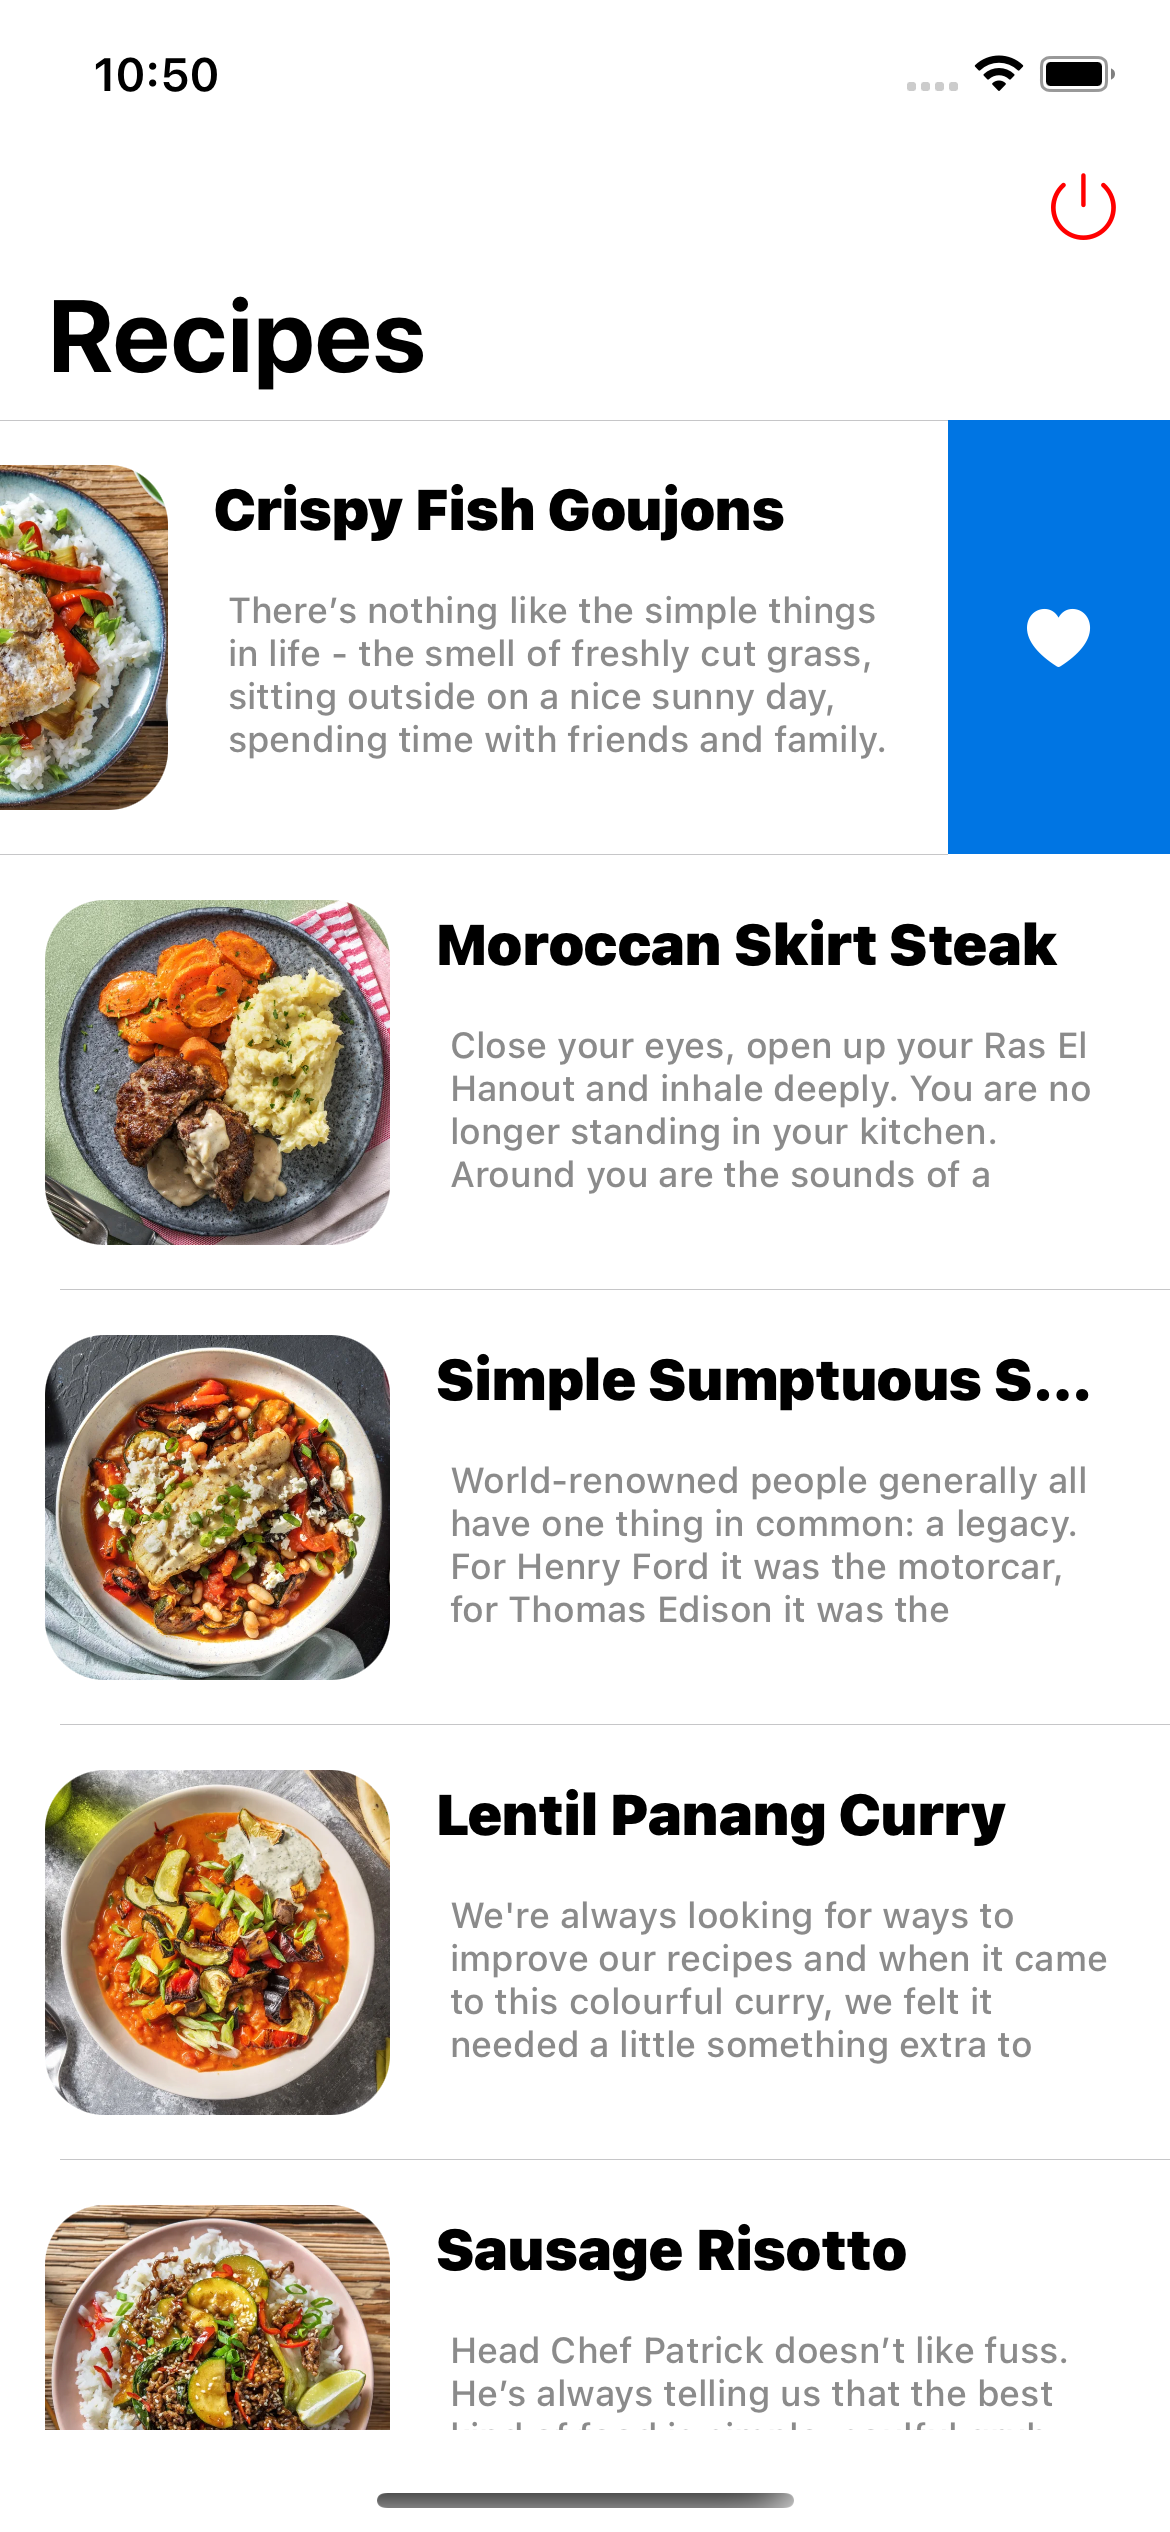 10:50
Recipes
Crispy Fish Goujons
There’s nothing like the simple things
in life - the smell of freshly cut grass,
sitting outside on a nice sunny day,
spending time with friends and family.
Moroccan Skirt Steak
Close your eyes, open up your Ras El
Hanout and inhale deeply. You are no
longer standing in your kitchen.
Around you are the sounds of a
Simple Sumptuous S...
World-renowned people generally all
have one thing in common: a legacy.
For Henry Ford it was the motorcar,
for Thomas Edison it was the
Lentil Panang Curry
We're always looking for ways to
improve our recipes and when it came
to this colourful curry, we felt it
needed a little something extra to
Sausage Risotto
Head Chef Patrick doesn’t like fuss.
He’s always telling us that the best